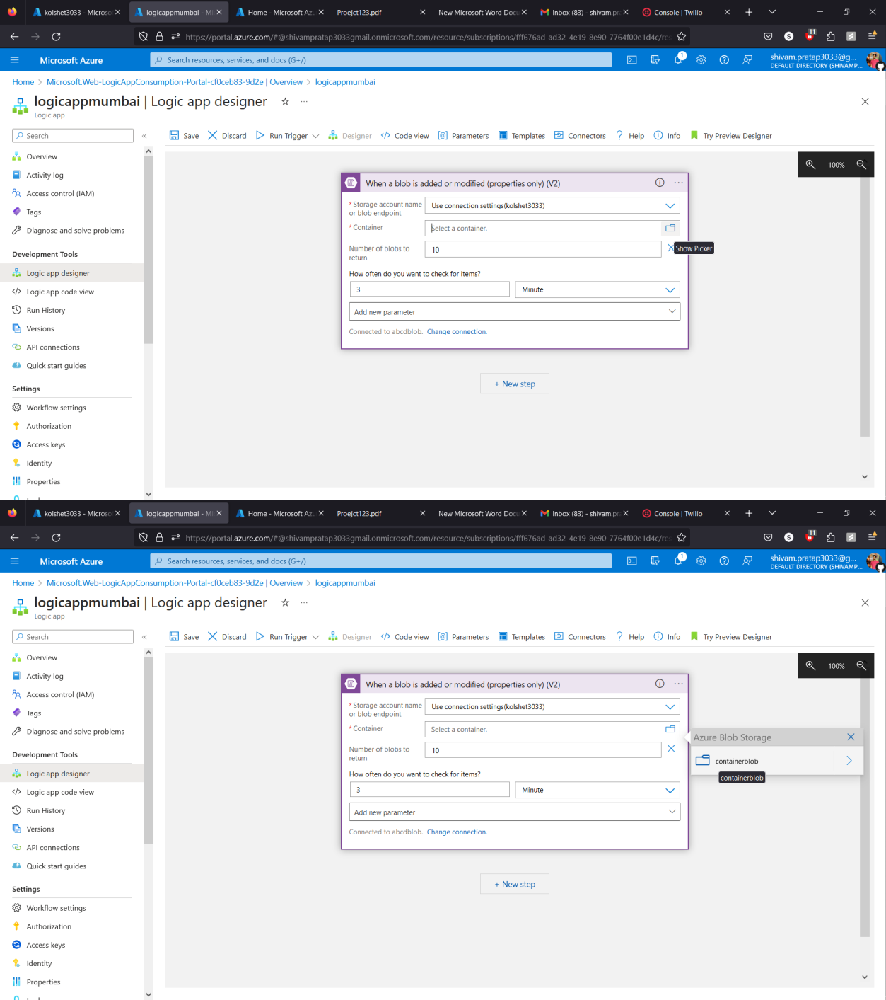 kolshet3033 - Microso
logicappmumbai - Mi
Home - Microsoft Azu
Proejct123.pdf
New Microsoft Word Docu
Inbox (83) - shivam.pr
Console | Twilio
https://portal.azure.com/#@shivampratap3033gmail.onmicrosoft.com/resource/subscriptions/fff676ad-ad32-4e19-8e90-7764f00e1d4c/res
S
11
Microsoft Azure
Search resources, services, and docs (G+/)
1
shivam.pratap3033@g...
DEFAULT DIRECTORY (SHIVAMP...
Home > Microsoft.Web-LogicAppConsumption-Portal-cf0ceb83-9d2e | Overview > logicappmumbai
logicappmumbai | Logic app designer
Logic app
Search
Save
Discard
Run Trigger
Designer
Code view
Parameters
Templates
Connectors
Help
Info
Try Preview Designer
Overview
Activity log
Access control (IAM)
Tags
Diagnose and solve problems
Development Tools
Logic app designer
Logic app code view
Run History
Versions
API connections
Quick start guides
Settings
Workflow settings
Authorization
Access keys
Identity
Properties
100%
When a blob is added or modified (properties only) (V2)
* Storage account name
or blob endpoint
Use connection settings(kolshet3033)
* Container
Select a container.
Show Picker
Number of blobs to
return
10
How often do you want to check for items?
3
Minute
Add new parameter
Connected to abcdblob. Change connection.
+ New step
kolshet3033 - Microso
logicappmumbai - Mi
Home - Microsoft Azu
Proejct123.pdf
New Microsoft Word Docu
Inbox (83) - shivam.pr
Console | Twilio
https://portal.azure.com/#@shivampratap3033gmail.onmicrosoft.com/resource/subscriptions/fff676ad-ad32-4e19-8e90-7764f00e1d4c/res
S
11
Microsoft Azure
Search resources, services, and docs (G+/)
1
shivam.pratap3033@g...
DEFAULT DIRECTORY (SHIVAMP...
Home > Microsoft.Web-LogicAppConsumption-Portal-cf0ceb83-9d2e | Overview > logicappmumbai
logicappmumbai | Logic app designer
Logic app
Search
Save
Discard
Run Trigger
Designer
Code view
Parameters
Templates
Connectors
Help
Info
Try Preview Designer
Overview
Activity log
Access control (IAM)
Tags
Diagnose and solve problems
Development Tools
Logic app designer
Logic app code view
Run History
Versions
API connections
Quick start guides
Settings
Workflow settings
Authorization
Access keys
Identity
Properties
100%
When a blob is added or modified (properties only) (V2)
* Storage account name
or blob endpoint
Use connection settings(kolshet3033)
* Container
Select a container.
Number of blobs to
return
10
How often do you want to check for items?
3
Minute
Add new parameter
Connected to abcdblob. Change connection.
+ New step
Azure Blob Storage
containerblob
containerblob